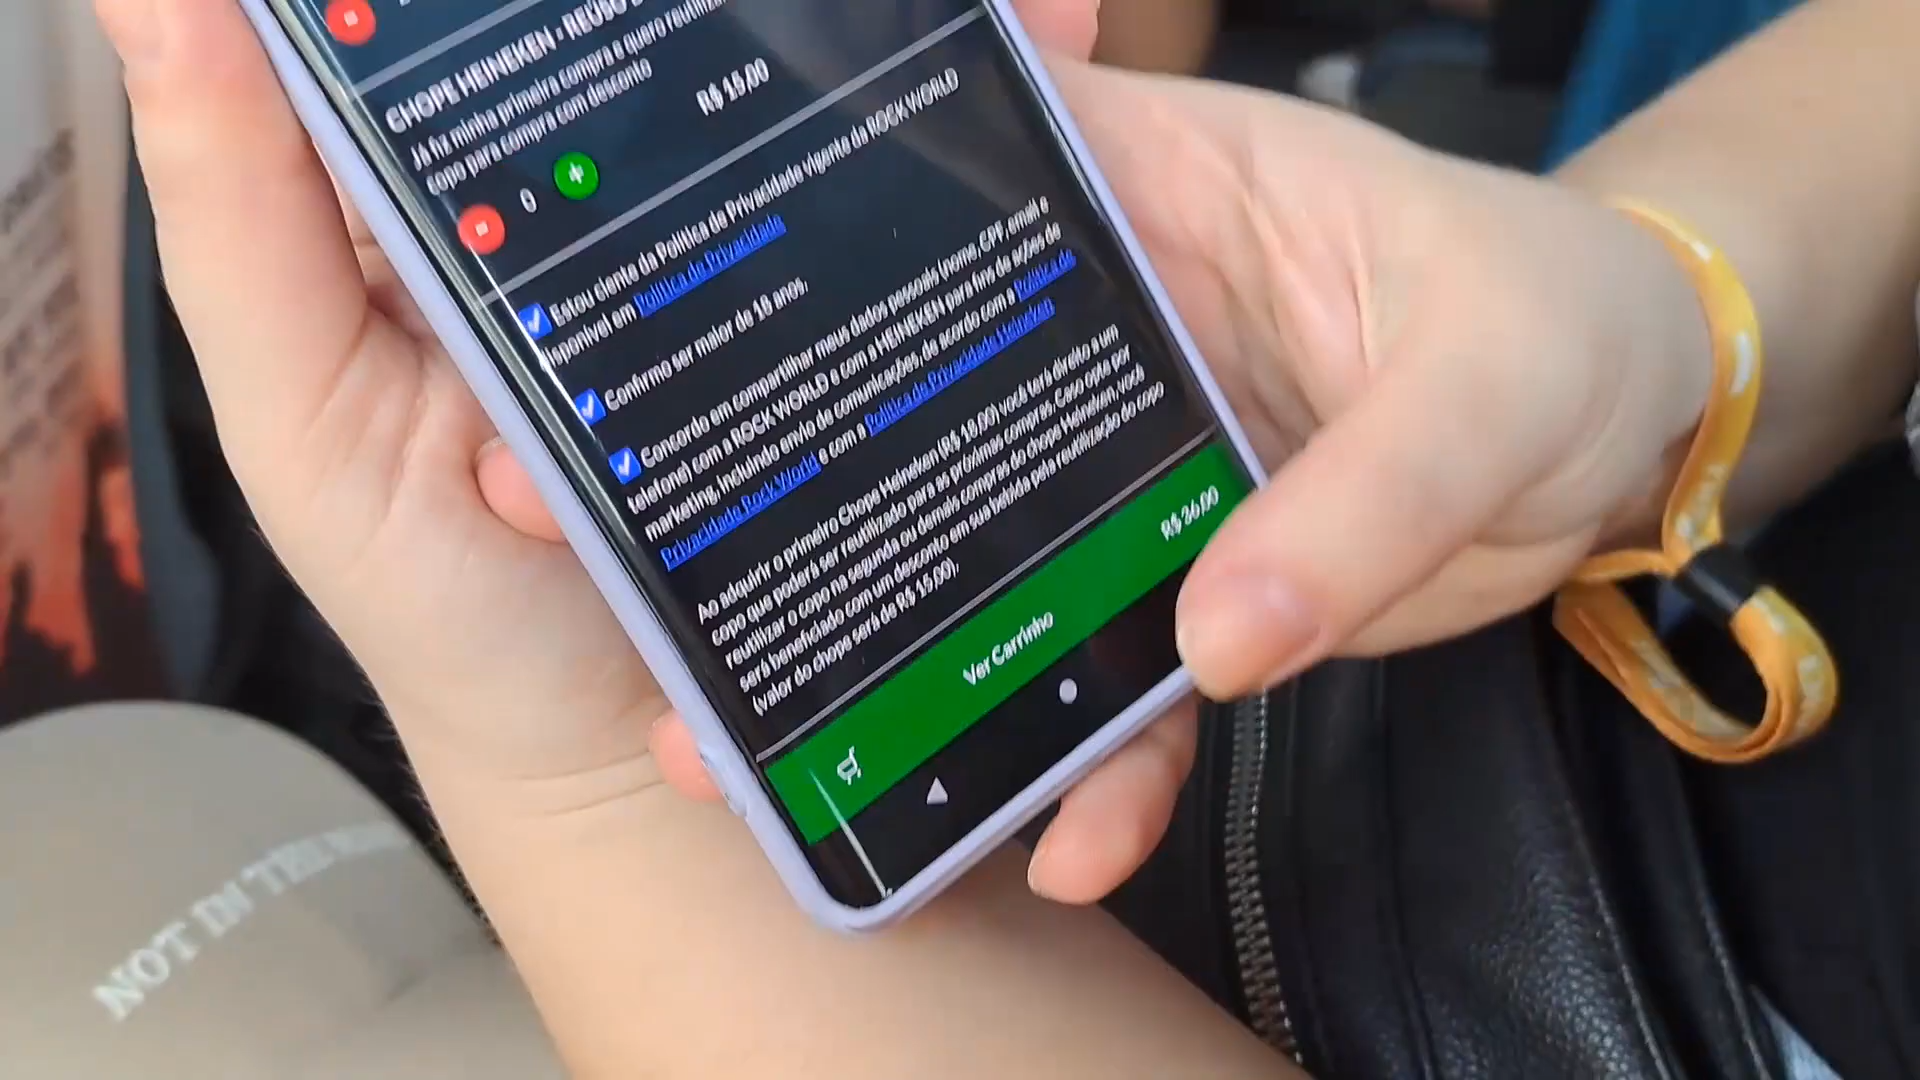 CHOPE HEINEKEN - REÚSO
Já fiz minha primeira compra e quero reutilizar
copo para compra com desconto
R$ 15,00
0
Estou ciente da Política de Privacidade vigente da ROCK WORLD
disponível em Política de Privacidade
Confirmo ser maior de 18 anos.
Concordo em compartilhar meus dados pessoais (nome, CPF, email e
telefone) com a ROCK WORLD e com a HEINEKEN para fins de ações de
marketing, incluindo envio de comunicações, de acordo com a Política de
Privacidade Rock World e com a Política de Privacidade Heineken
Ao adquirir o primeiro Chope Heineken (R$ 18,00) você terá direito a um
copo que poderá ser reutilizado para as próximas compras. Caso opte por
reutilizar o copo na segunda ou demais compras do chope Heineken, você
será beneficiado com um desconto em sua bebida pela reutilização do copo
(valor do chope será de R$ 15,00).
Ver Carrinho
R$ 36,00
NOT IN THE